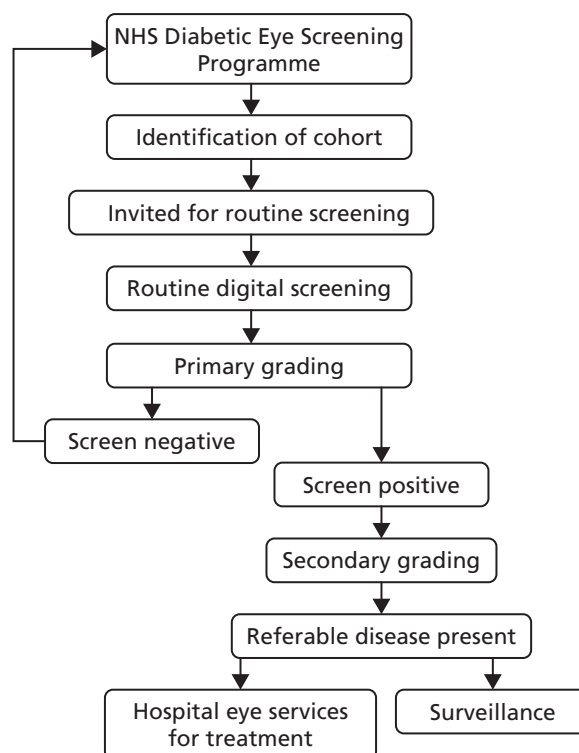 NHS Diabetic Eye Screening
Programme
Identification of cohort
Invited for routine screening
Routine digital screening
Primary grading
Screen negative
Screen positive
Secondary grading
Referable disease present
Hospital eye services
for treatment
Surveillance